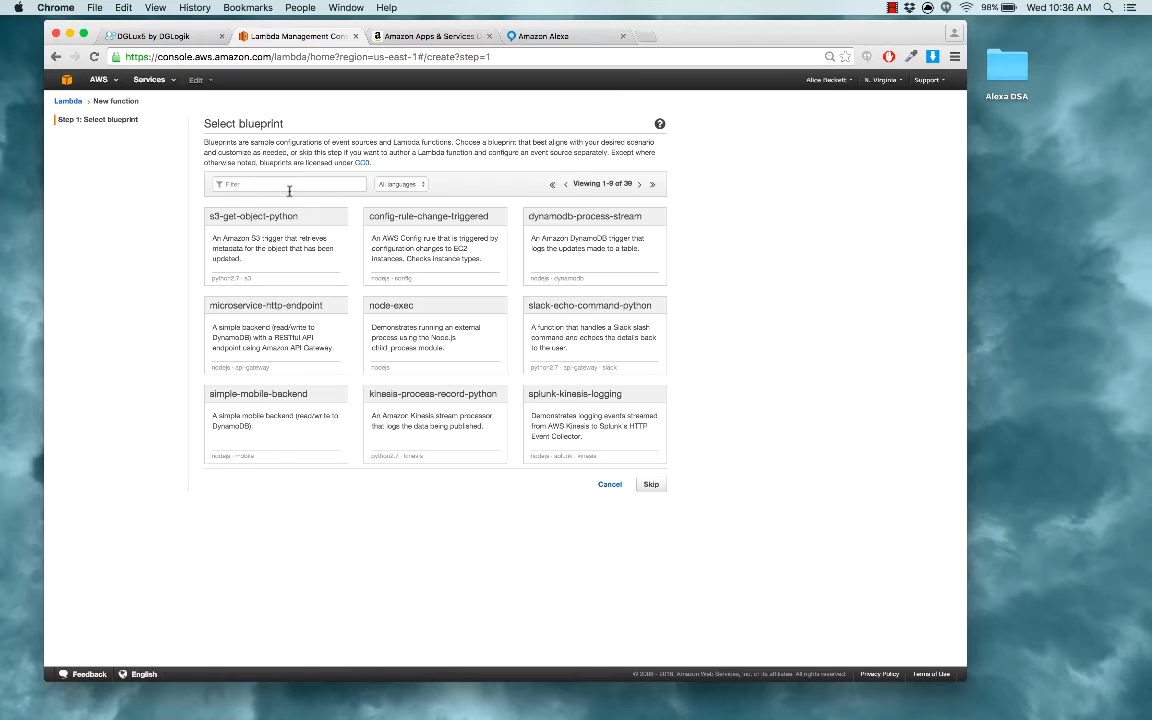 Chrome File Edit View History Bookmarks People Window Help 98% Wed 10:36 AM
DGLux5 by DGLogik Lambda Management Con Amazon Apps & Services D Amazon Alexa
https://console.aws.amazon.com/lambda/home?region=us-east-1#/create?step=1
Alexa DSA
AWS Services Edit Alice Beckett N. Virginia Support
Lambda > New function
Step 1: Select blueprint
Select blueprint
Blueprints are sample configurations of event sources and Lambda functions. Choose a blueprint that best aligns with your desired scenario
and customize as needed, or skip this step if you want to author a Lambda function and configure an event source separately. Except where
otherwise noted, blueprints are licensed under CC0.
Filter All languages « ‹ Viewing 1-9 of 39 › »
s3-get-object-python
An Amazon S3 trigger that retrieves
metadata for the object that has been
updated.
python2.7 · s3
config-rule-change-triggered
An AWS Config rule that is triggered by
configuration changes to EC2
instances. Checks instance types.
nodejs · config
dynamodb-process-stream
An Amazon DynamoDB trigger that
logs the updates made to a table.
nodejs · dynamodb
microservice-http-endpoint
A simple backend (read/write to
DynamoDB) with a RESTful API
endpoint using Amazon API Gateway.
nodejs · api-gateway
node-exec
Demonstrates running an external
process using the Node.js
child_process module.
nodejs
slack-echo-command-python
A function that handles a Slack slash
command and echoes the details back
to the user.
python2.7 · api-gateway · slack
simple-mobile-backend
A simple mobile backend (read/write to
DynamoDB).
nodejs · mobile
kinesis-process-record-python
An Amazon Kinesis stream processor
that logs the data being published.
python2.7 · kinesis
splunk-kinesis-logging
Demonstrates logging events streamed
from AWS Kinesis to Splunk's HTTP
Event Collector.
nodejs · splunk · kinesis
Cancel Skip
Feedback English © 2008 - 2016, Amazon Web Services, Inc. or its affiliates. All rights reserved. Privacy Policy Terms of Use